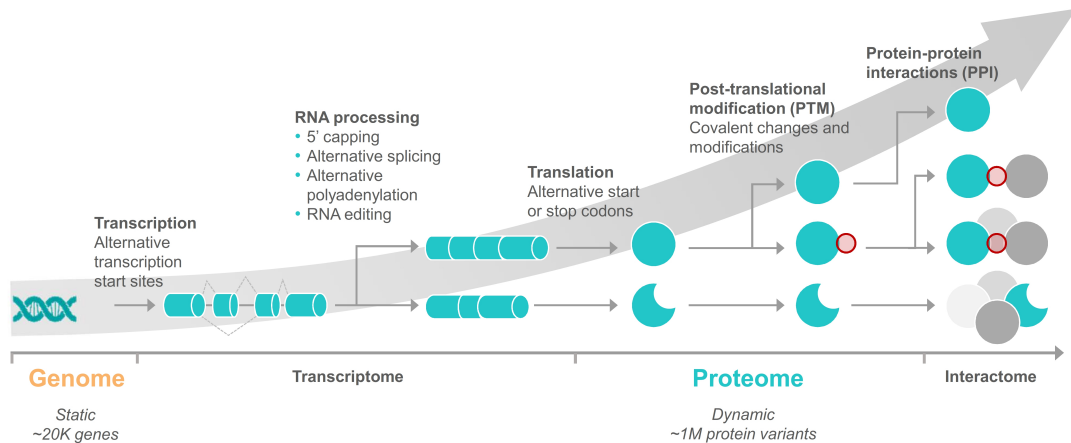 Protein-protein
interactions (PPI)
Post-translational
modification (PTM)
Covalent changes and
modifications
RNA processing
• 5’ capping
• Alternative splicing
• Alternative
polyadenylation
• RNA editing
Translation
Alternative start
or stop codons
Transcription
Alternative
transcription
start sites
Genome
Transcriptome
Proteome
Interactome
Static
~20K genes
Dynamic
~1M protein variants